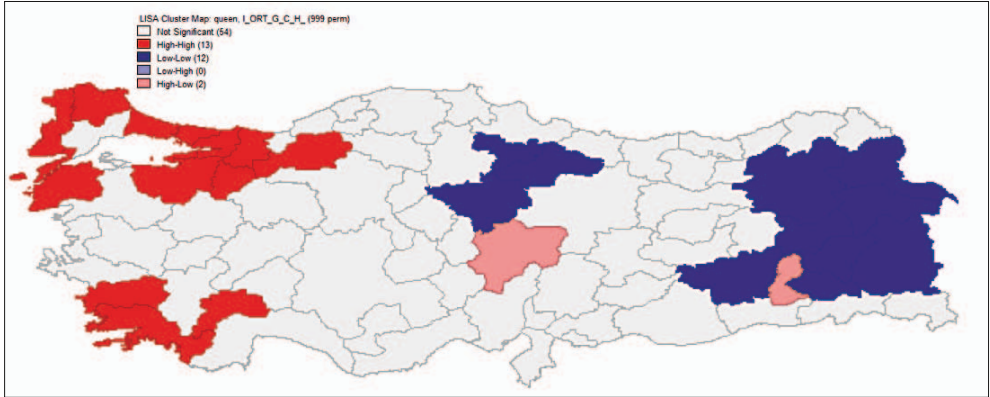 LISA Cluster Map: queen, I_ORT_G_C_H_ (999 perm)
Not Significant (54)
High-High (13)
Low-Low (12)
Low-High (0)
High-Low (2)